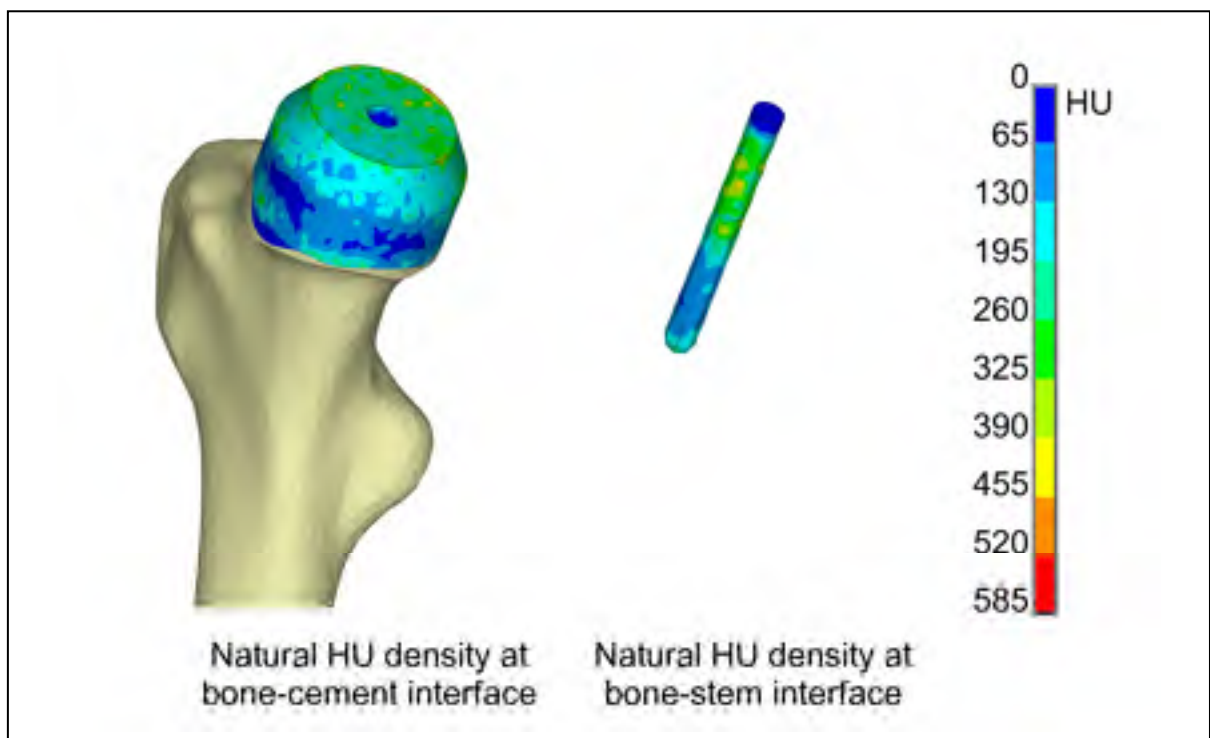 0
HU
65
130
195
260
325
390
455
520
585
Natural HU density at
bone-cement interface
Natural HU density at
bone-stem interface